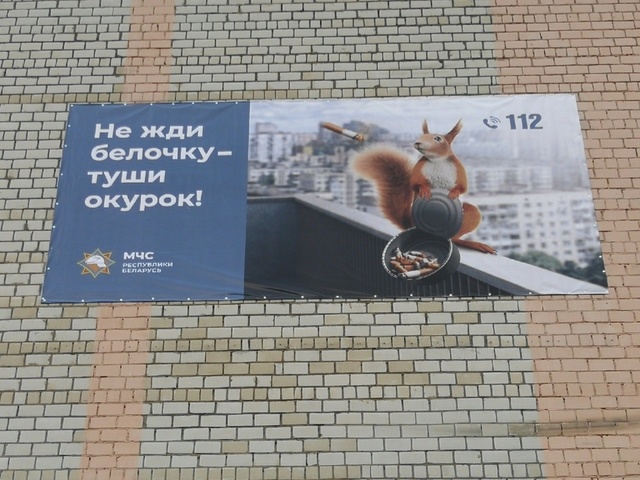 Не жди
белочку–
туши
окурок!
112
МЧС
РЕСПУБЛИКИ
БЕЛАРУСЬ